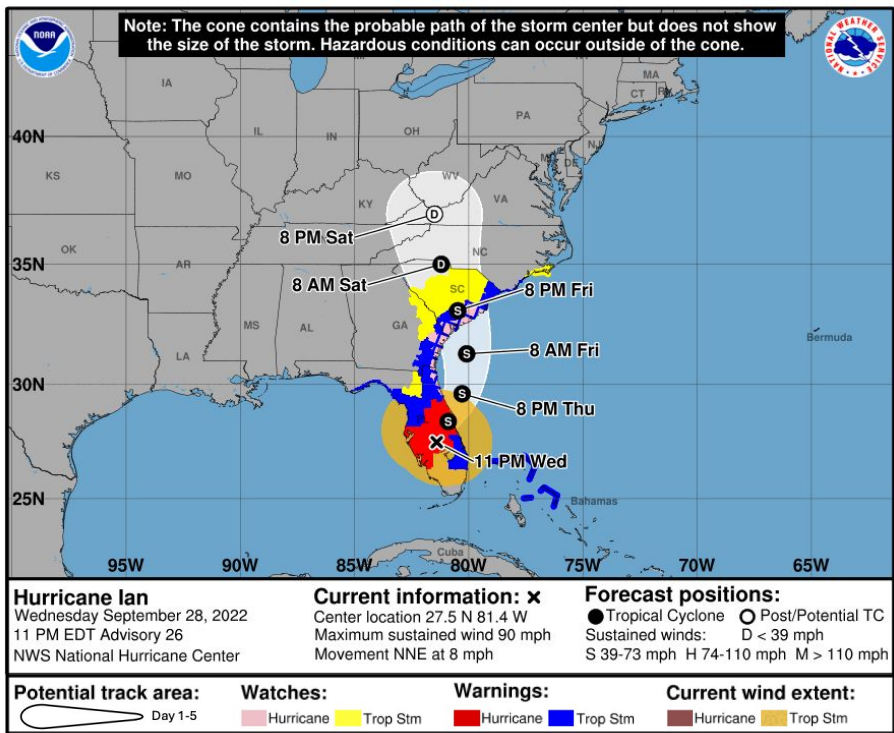 Note: The cone contains the probable path of the storm center but does not show
the size of the storm. Hazardous conditions can occur outside of the cone.
NOAA
NATIONAL WEATHER SERVICE
MA
CT
IA
PA
NJ
40N
IL
IN
OH
DE
KS
MO
WV
KY
VA
D
8 PM Sat
OK
NC
35N
AR
D
8 AM Sat
SC
8 PM Fri
S
MS
AL
GA
8 AM Fri
S
Bermuda
LA
30N
S
8 PM Thu
S
11 PM Wed
25N
Bahamas
Cuba
95W
90W
85W
80W
75W
70W
65W
Hurricane Ian
Wednesday September 28, 2022
11 PM EDT Advisory 26
NWS National Hurricane Center
Current information: ×
Center location 27.5 N 81.4 W
Maximum sustained wind 90 mph
Movement NNE at 8 mph
Forecast positions:
Tropical Cyclone Post/Potential TC
Sustained winds: D < 39 mph
S 39-73 mph H 74-110 mph M > 110 mph
Potential track area:
Day 1-5
Watches:
Hurricane Trop Stm
Warnings:
Hurricane Trop Stm
Current wind extent:
Hurricane Trop Stm